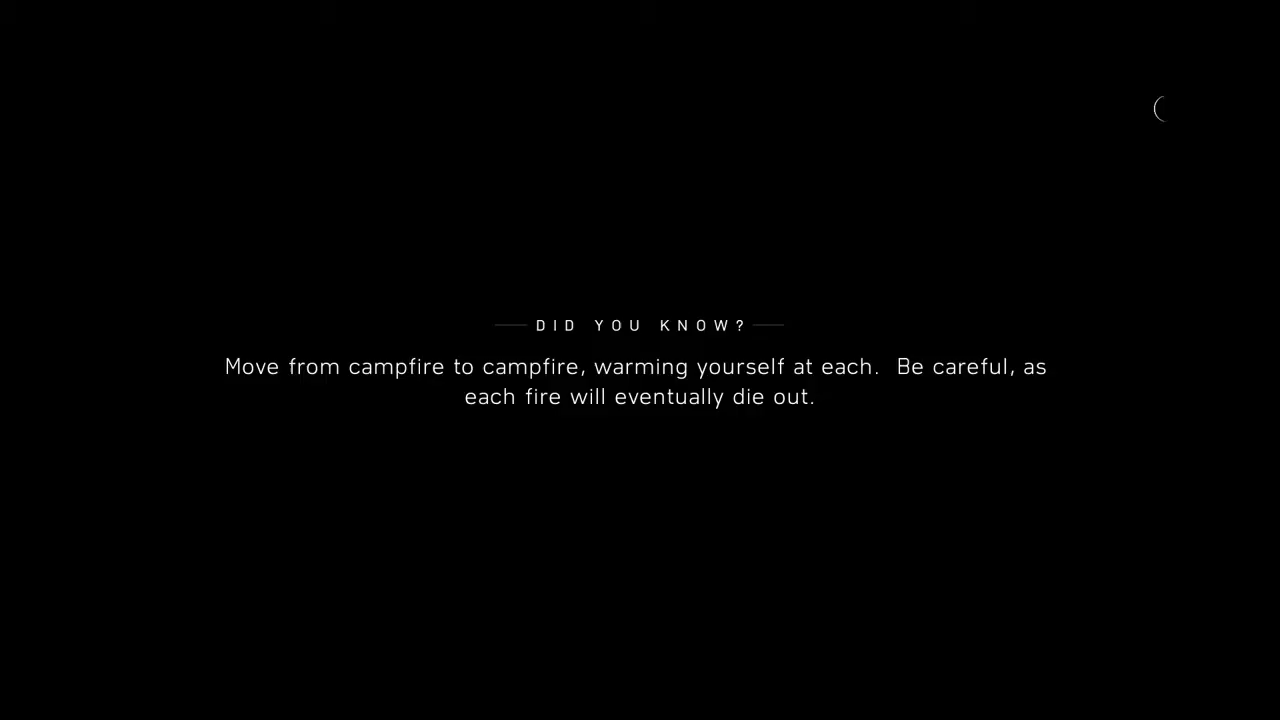 DID YOU KNOW?
Move from campfire to campfire, warming yourself at each.  Be careful, as
each fire will eventually die out.